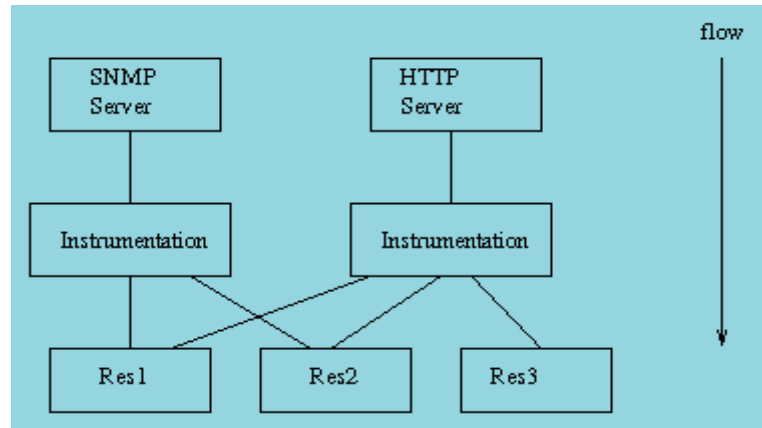 flow
SNMP
Server
HTTP
Server
Instrumentation
Instrumentation
Res1
Res2
Res3